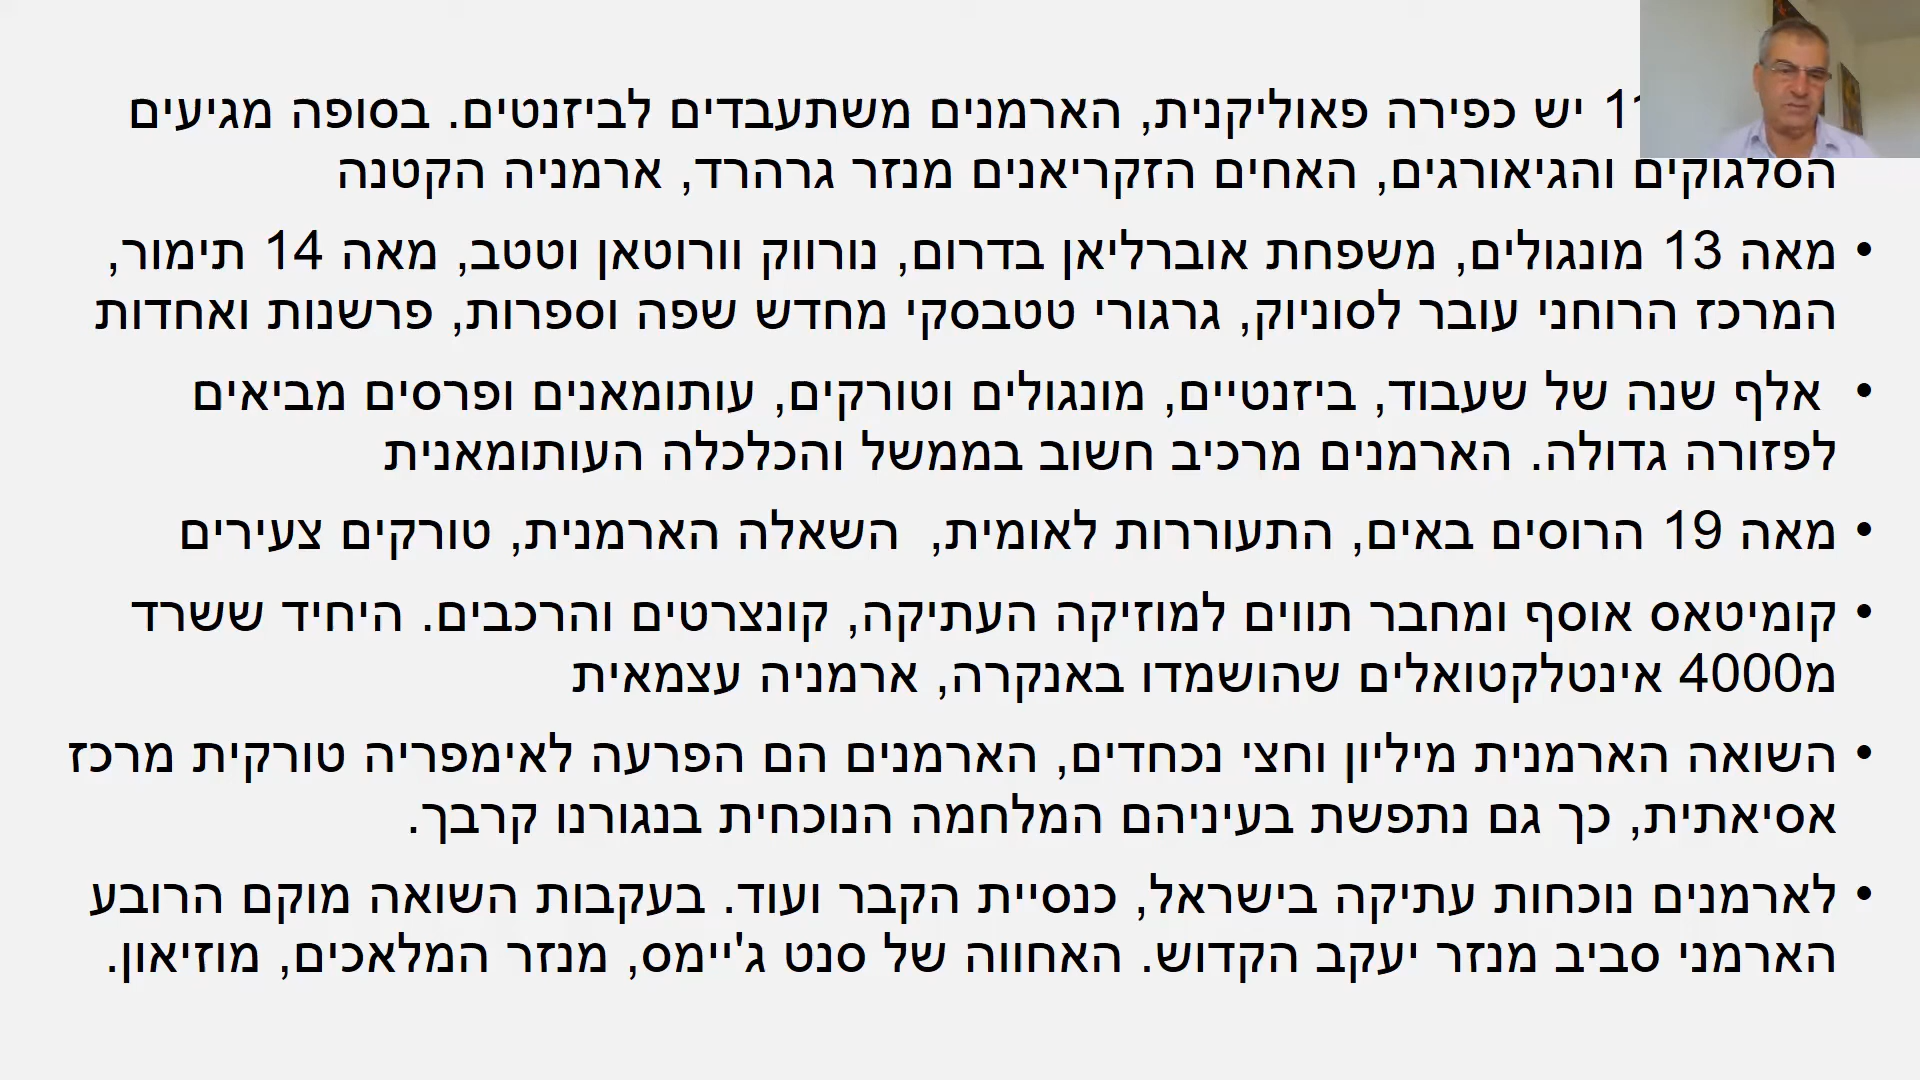 11 יש כפירה פאוליקנית, הארמנים משתעבדים לביזנטים. בסופה מגיעים
הסלגוקים והגיאורגים, האחים הזקריאנים מנזר גרהרד, ארמניה הקטנה
• מאה 13 מונגולים, משפחת אוברליאן בדרום, נורווק וורוטאן וטטב, מאה 14 תימור,
המרכז הרוחני עובר לסוניוק, גרגורי טטבסקי מחדש שפה וספרות, פרשנות ואחדות
• אלף שנה של שעבוד, ביזנטיים, מונגולים וטורקים, עותומאנים ופרסים מביאים
לפזורה גדולה. הארמנים מרכיב חשוב בממשל והכלכלה העותומאנית
• מאה 19 הרוסים באים, התעוררות לאומית, השאלה הארמנית, טורקים צעירים
• קומיטאס אוסף ומחבר תווים למוזיקה העתיקה, קונצרטים והרכבים. היחיד ששרד
מ4000 אינטלקטואלים שהושמדו באנקרה, ארמניה עצמאית
• השואה הארמנית מיליון וחצי נכחדים, הארמנים הם הפרעה לאימפריה טורקית מרכז
אסיאתית, כך גם נתפשת בעיניהם המלחמה הנוכחית בנגורנו קרבך.
• לארמנים נוכחות עתיקה בישראל, כנסיית הקבר ועוד. בעקבות השואה מוקם הרובע
הארמני סביב מנזר יעקב הקדוש. האחווה של סנט ג'יימס, מנזר המלאכים, מוזיאון.